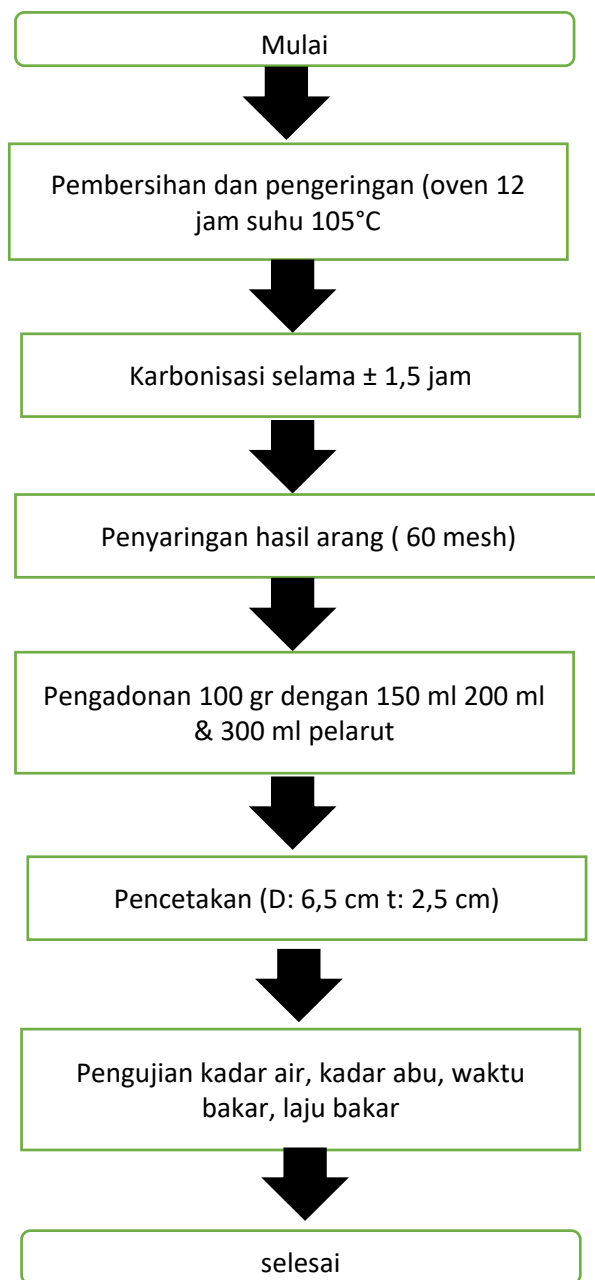 Mulai
Pembersihan dan pengeringan (oven 12
jam suhu 105°C
Karbonisasi selama ± 1,5 jam
Penyaringan hasil arang ( 60 mesh)
Pengadonan 100 gr dengan 150 ml 200 ml
& 300 ml pelarut
Pencetakan (D: 6,5 cm t: 2,5 cm)
Pengujian kadar air, kadar abu, waktu
bakar, laju bakar
selesai